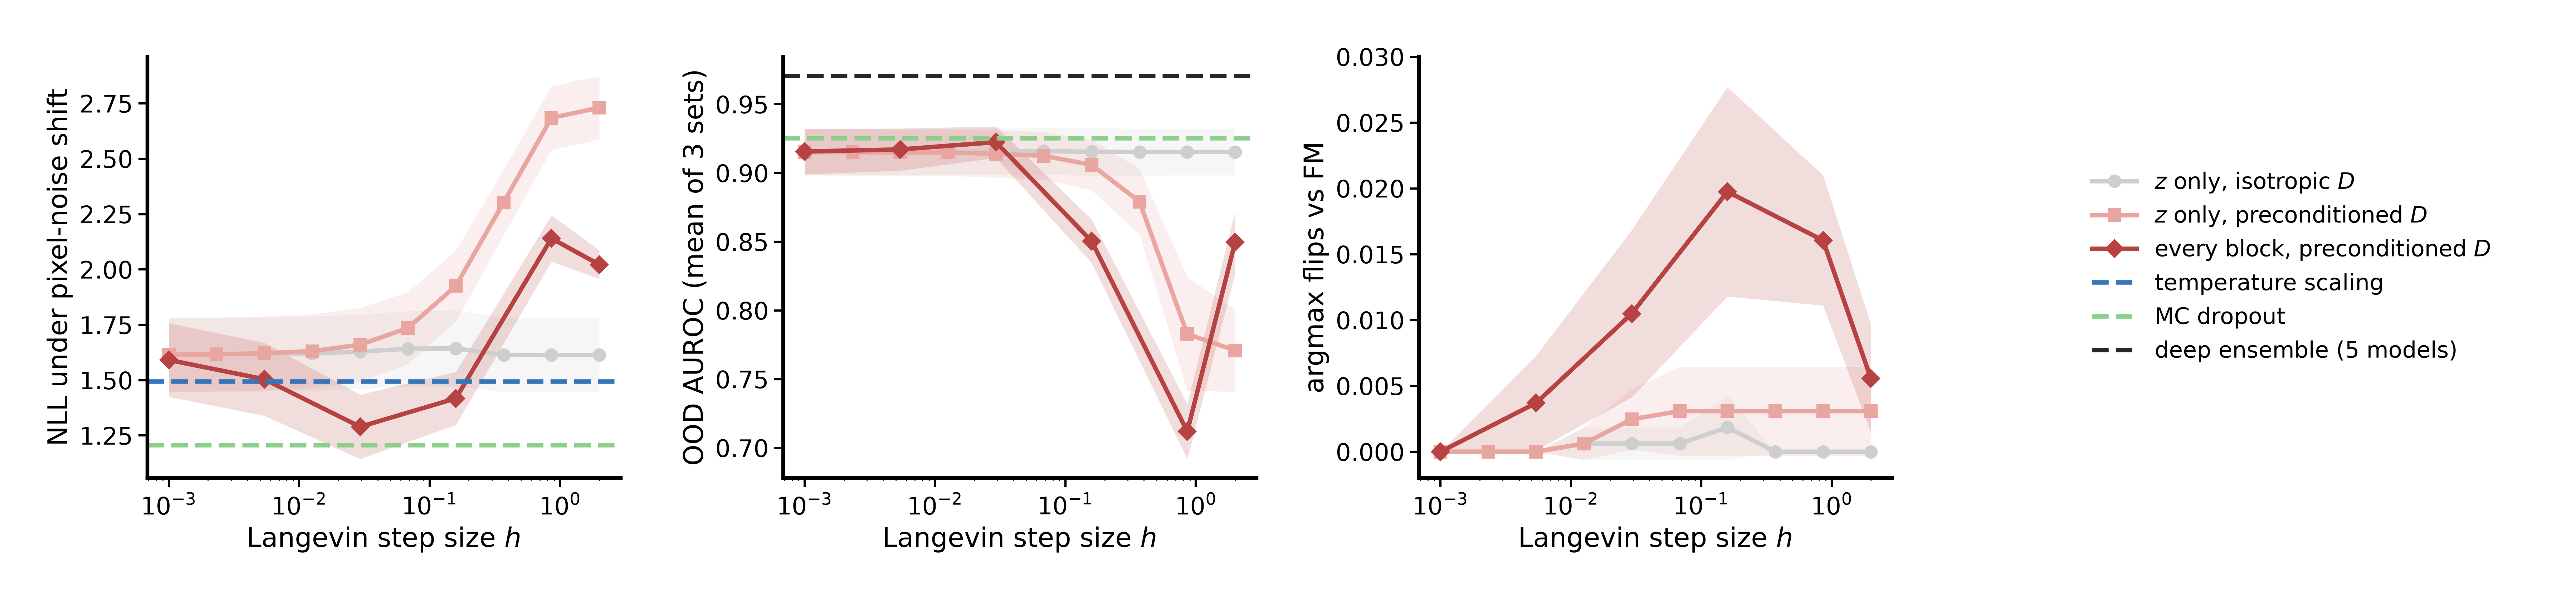 NLL under pixel-noise shift
2.75
2.50
2.25
2.00
1.75
1.50
1.25
10⁻³
10⁻²
10⁻¹
10⁰
Langevin step size h
OOD AUROC (mean of 3 sets)
0.95
0.90
0.85
0.80
0.75
0.70
10⁻³
10⁻²
10⁻¹
10⁰
Langevin step size h
argmax flips vs FM
0.030
0.025
0.020
0.015
0.010
0.005
0.000
10⁻³
10⁻²
10⁻¹
10⁰
Langevin step size h
z only, isotropic D
z only, preconditioned D
every block, preconditioned D
temperature scaling
MC dropout
deep ensemble (5 models)